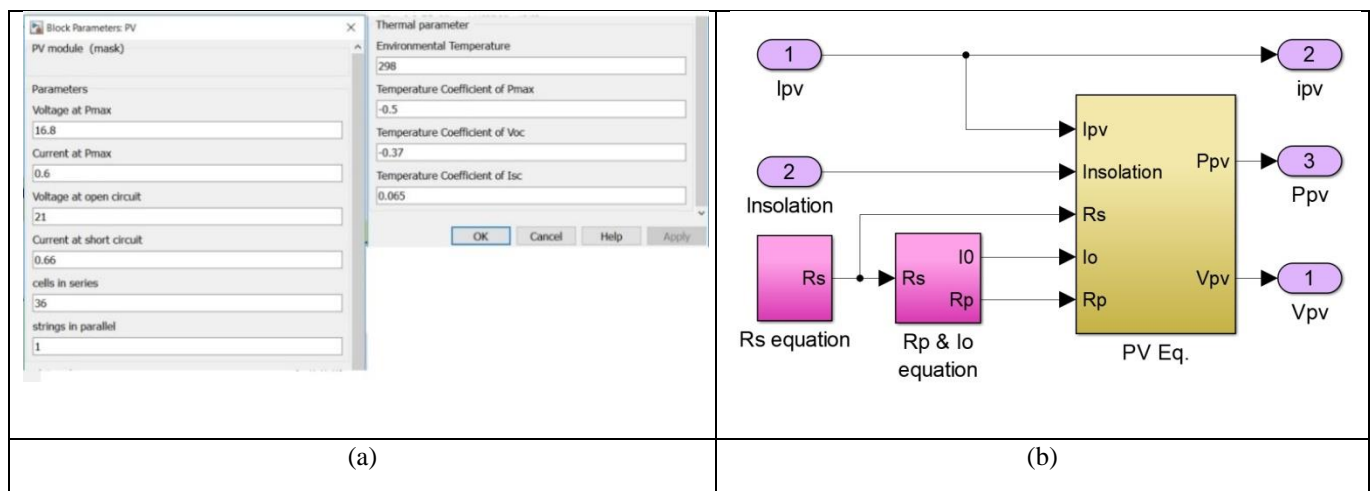 Block Parameters: PV
PV module (mask)
Parameters
Voltage at Pmax
16.8
Current at Pmax
0.6
Voltage at open circuit
21
Current at short circuit
0.66
cells in series
36
strings in parallel
1
Thermal parameter
Environmental Temperature
298
Temperature Coefficient of Pmax
-0.5
Temperature Coefficient of Voc
-0.37
Temperature Coefficient of Isc
0.065
OK Cancel Help Apply
(a)
1
Ipv
2
ipv
2
Insolation
Ipv
Insolation
Rs
Io
Rp
Ppv
Vpv
PV Eq.
3
Ppv
1
Vpv
Rs
Rs equation
Rs
I0
Rp
Rp & Io
equation
(b)